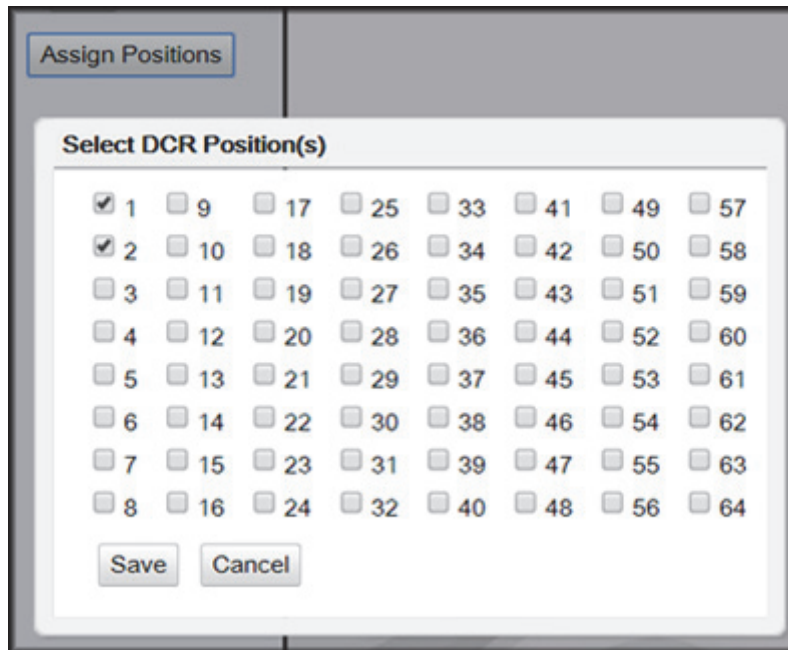 Assign Positions
Select DCR Position(s)
1 9 17 25 33 41 49 57
2 10 18 26 34 42 50 58
3 11 19 27 35 43 51 59
4 12 20 28 36 44 52 60
5 13 21 29 37 45 53 61
6 14 22 30 38 46 54 62
7 15 23 31 39 47 55 63
8 16 24 32 40 48 56 64
Save Cancel